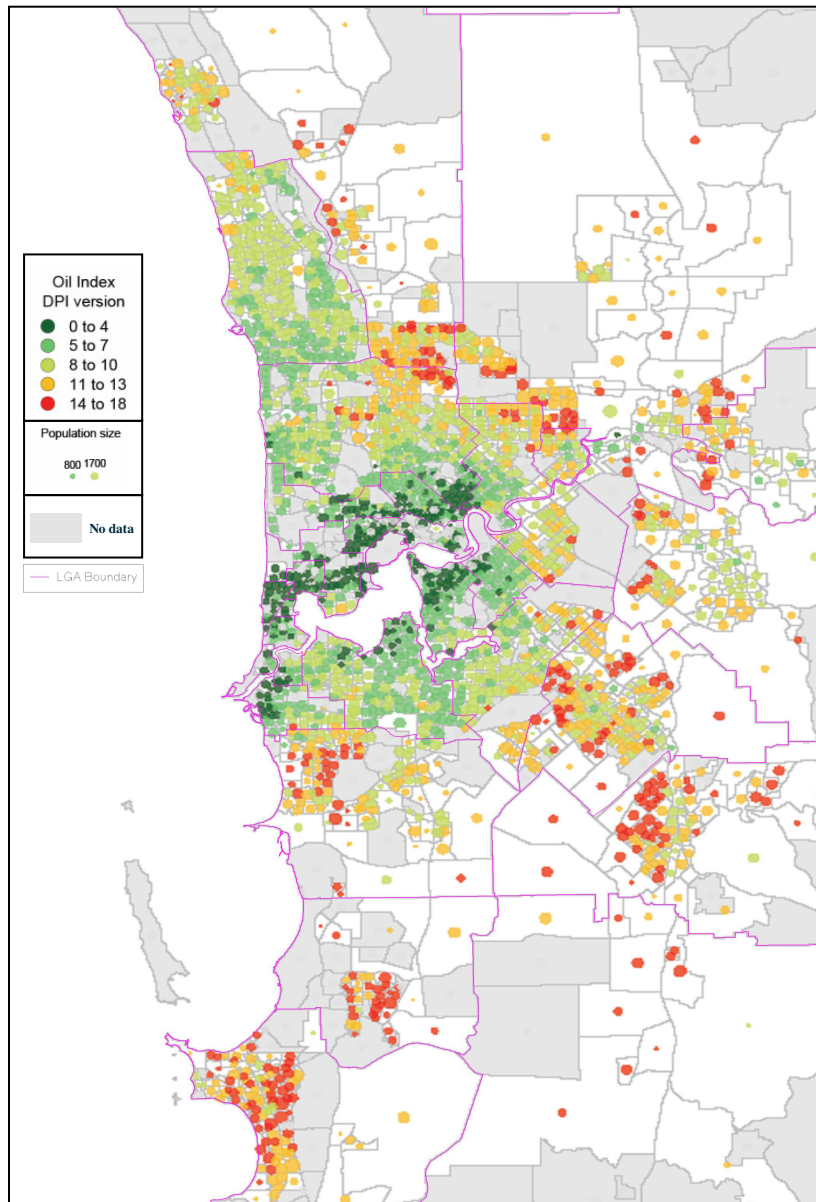 Oil Index
DPI version
0 to 4
5 to 7
8 to 10
11 to 13
14 to 18
Population size
800 1700
No data
LGA Boundary